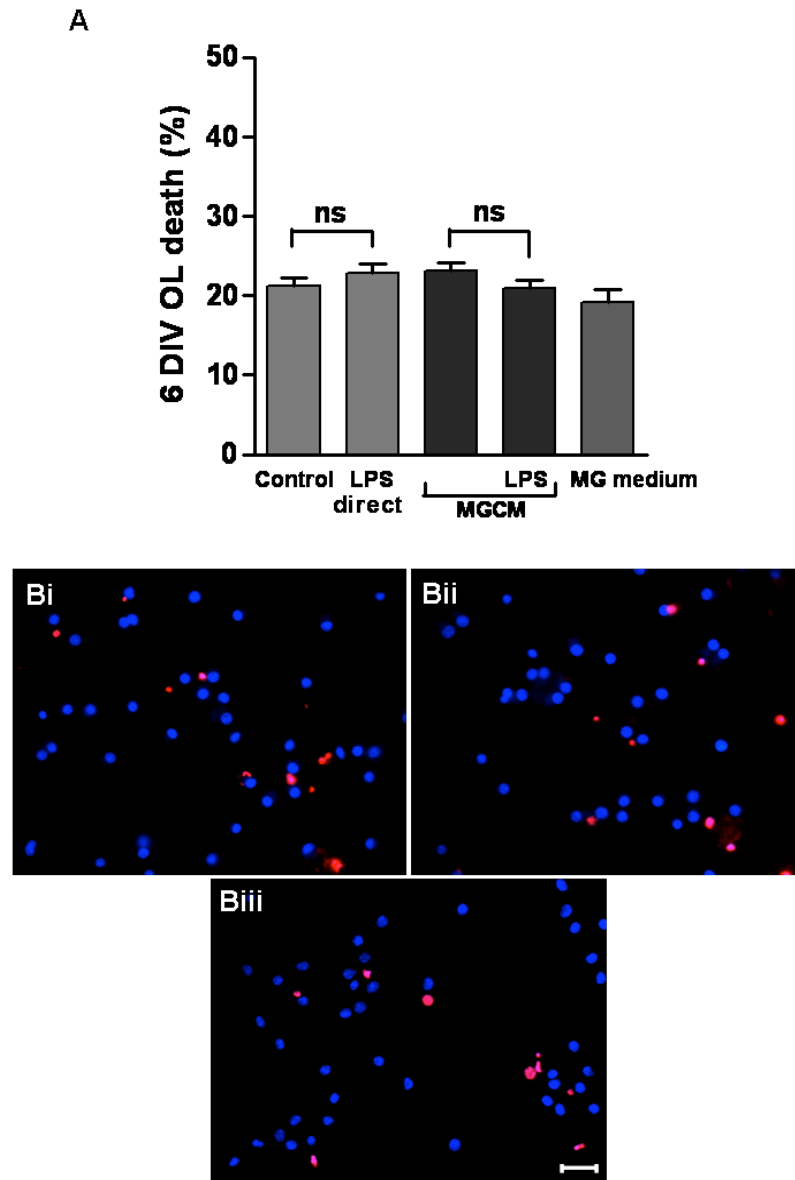 A
6 DIV OL death (%)
50
40
30
20
10
0
ns
ns
Control
LPS direct
LPS
MG medium
MGCM
Bi
Bii
Biii